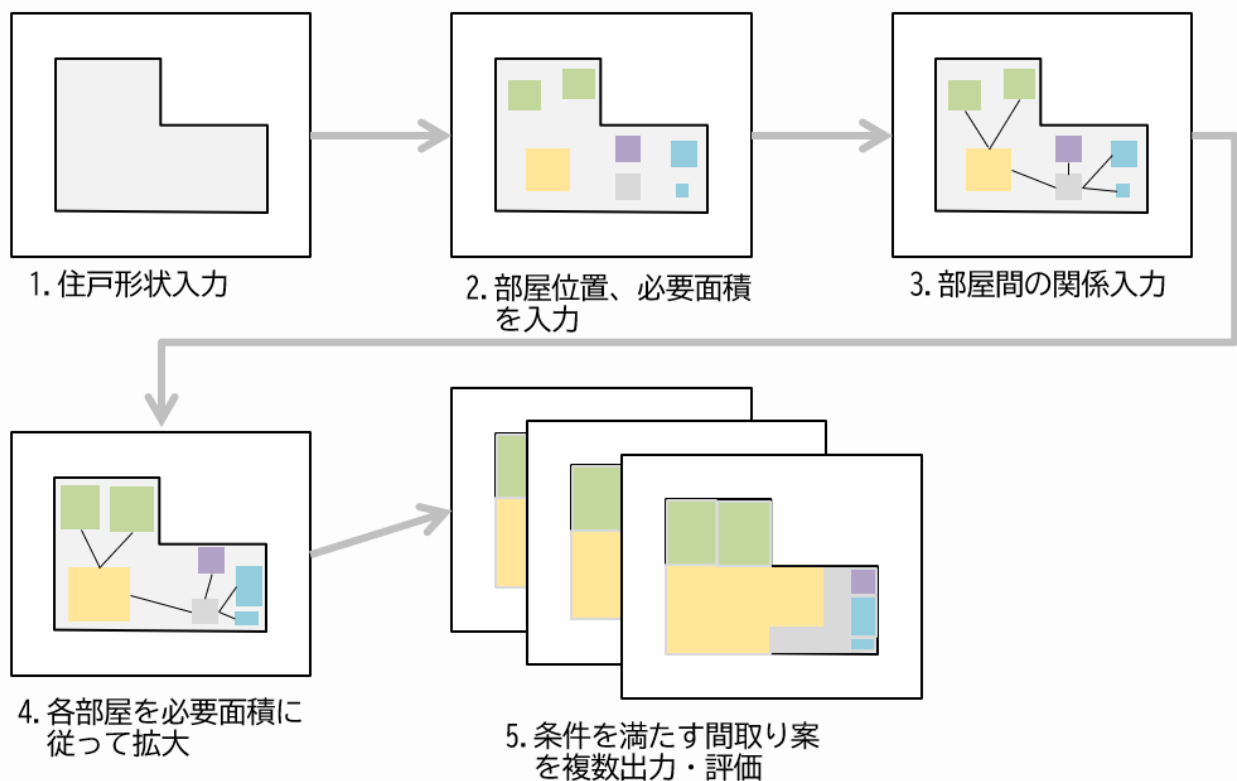 1. 住戸形状入力
2. 部屋位置、必要面積
を入力
3. 部屋間の関係入力
4. 各部屋を必要面積に
従って拡大
5. 条件を満たす間取り案
を複数出力・評価